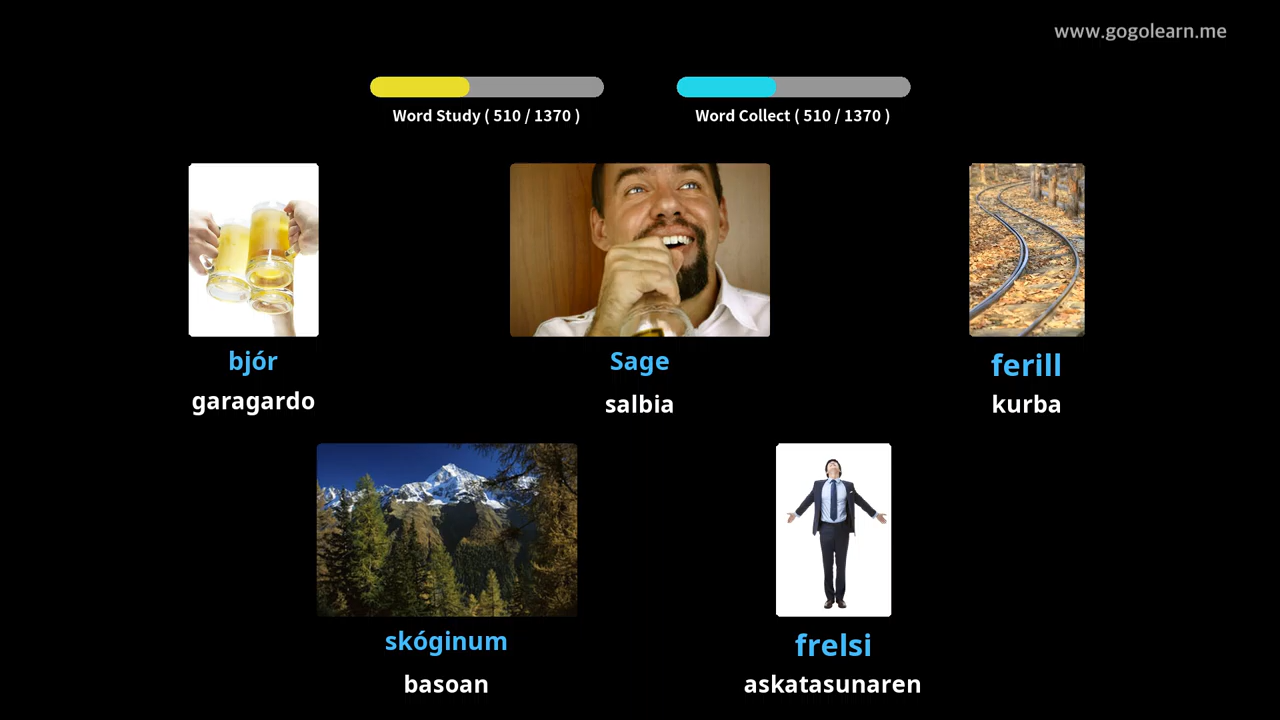 www.gogolearn.me
Word Study ( 510 / 1370 )
Word Collect ( 510 / 1370 )
bjór
garagardo
Sage
salbia
ferill
kurba
skóginum
basoan
frelsi
askatasunaren